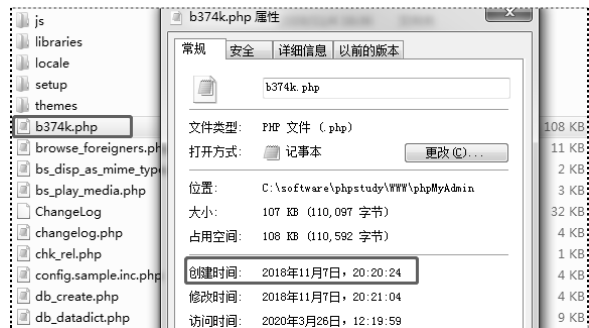 js
libraries
locale
setup
themes
b374k.php
108 KB
browse_foreigners.ph
11 KB
bs_disp_as_mime_type
2 KB
bs_play_media.php
3 KB
ChangeLog
32 KB
changelog.php
4 KB
chk_rel.php
1 KB
config.sample.inc.php
4 KB
db_create.php
4 KB
db_datadict.php
9 KB
b374k.php 属性
常规 安全 详细信息 以前的版本
b374k.php
文件类型: PHP 文件 (.php)
打开方式: 记事本 更改(C)...
位置: C:\software\phpstudy\WWW\phpMyAdmin
大小: 107 KB (110,097 字节)
占用空间: 108 KB (110,592 字节)
创建时间: 2018年11月7日，20:20:24
修改时间: 2018年11月7日，20:21:04
访问时间: 2020年3月26日，12:19:59